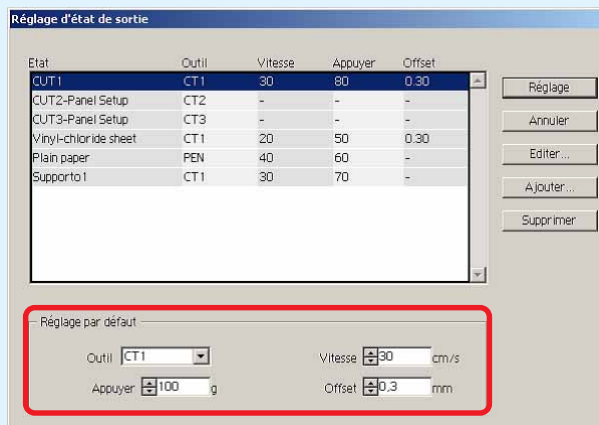 Réglage d'état de sortie
Etat Outil Vitesse Appuyer Offset
CUT1 CT1 30 80 0.30
CUT2-Panel Setup CT2 - - -
CUT3-Panel Setup CT3 - - -
Vinyl-chloride sheet CT1 20 50 0.30
Plain paper PEN 40 60 -
Supporto1 CT1 30 70 -
Réglage
Annuler
Editer...
Ajouter...
Supprimer
Réglage par défaut
Outil CT1 Vitesse 30 cm/s
Appuyer 100 g Offset 0,3 mm